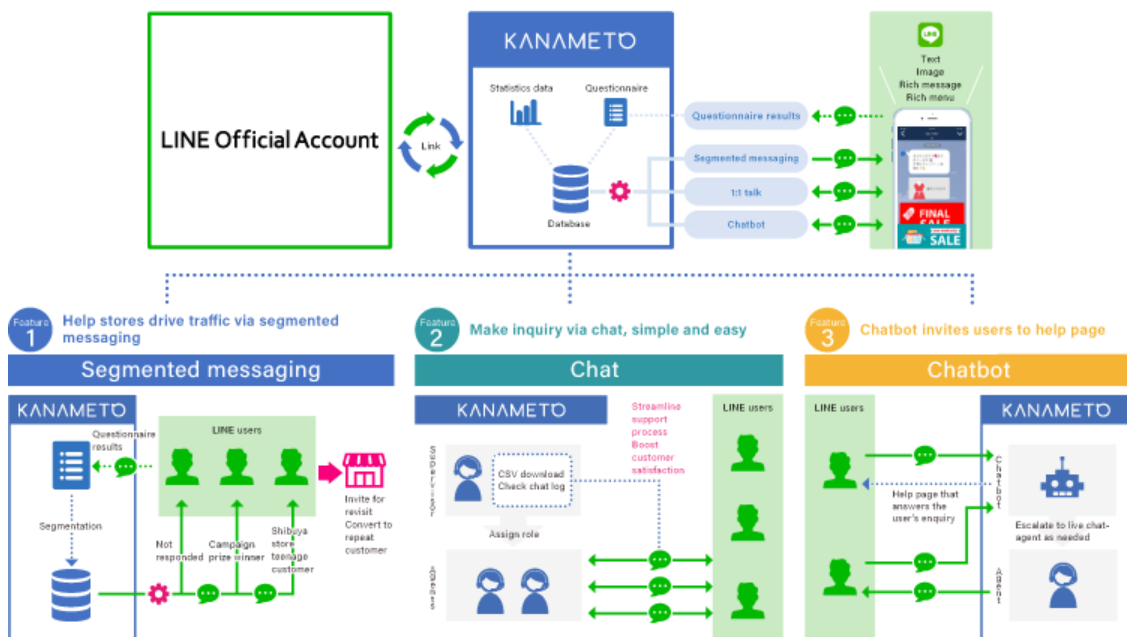 LINE Official Account
Link
KANAMETO
Statistics data
Questionnaire
Database
Questionnaire results
Segmented messaging
1:1 talk
Chatbot
LINE
Text
Image
Rich message
Rich menu
FINAL
SALE
SALE
Feature
1
Help stores drive traffic via segmented
messaging
Segmented messaging
KANAMETO
Questionnaire
results
LINE users
Segmentation
Not
responded
Campaign
prize winner
Shibuya
store
teenage
customer
Invite for
revisit
Convert to
repeat
customer
Feature
2
Make inquiry via chat, simple and easy
Chat
KANAMETO
Streamline
support
process
Boost
customer
satisfaction
LINE users
Supervisor
CSV download
Check chat log
Assign role
Agents
Feature
3
Chatbot invites users to help page
Chatbot
LINE users
KANAMETO
Chatbot
Help page that
answers the
user's enquiry
Escalate to live chat-
agent as needed
Agent